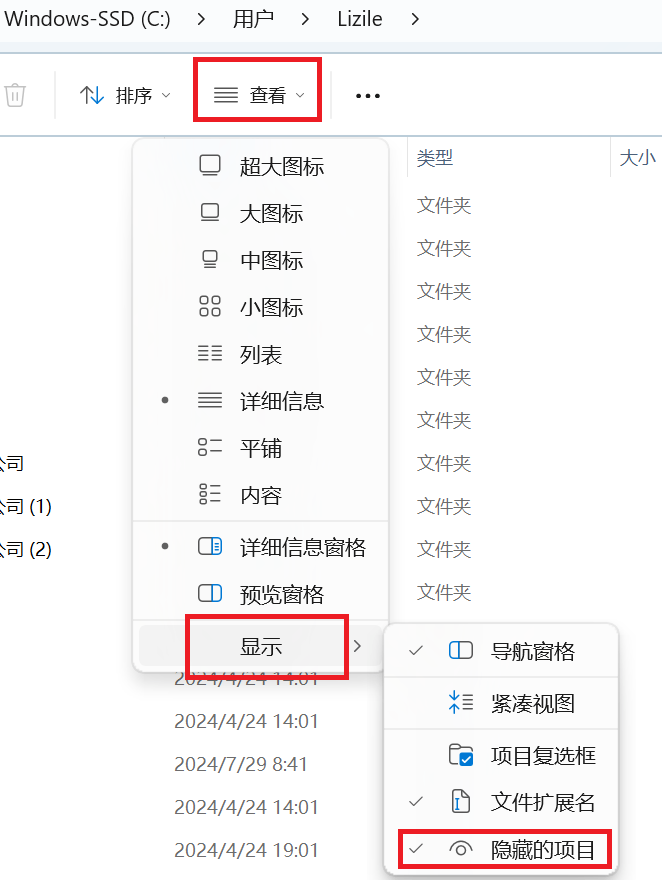 Windows-SSD (C:) > 用户 > Lizile >
排序 查看 •••
类型 大小
超大图标
文件夹
大图标
文件夹
中图标
文件夹
小图标
文件夹
列表
文件夹
详细信息
文件夹
平铺
公司 文件夹
内容
公司 (1) 文件夹
详细信息窗格
公司 (2) 文件夹
预览窗格
文件夹
显示 >
导航窗格
2024/4/24 14:01
紧凑视图
2024/4/24 14:01
项目复选框
2024/7/29 8:41
文件扩展名
2024/4/24 14:01
隐藏的项目
2024/4/24 19:01